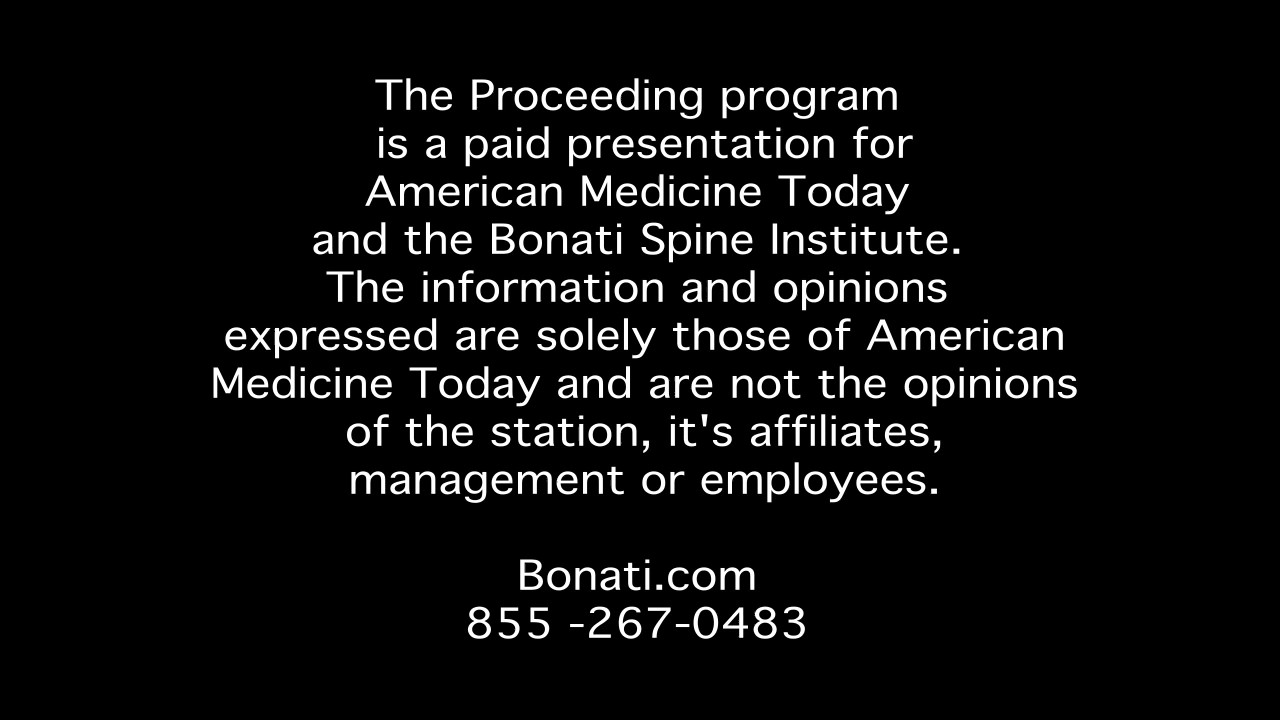 The Proceeding program
is a paid presentation for
American Medicine Today
and the Bonati Spine Institute.
The information and opinions
expressed are solely those of American
Medicine Today and are not the opinions
of the station, it's affiliates,
management or employees.
Bonati.com
855 -267-0483